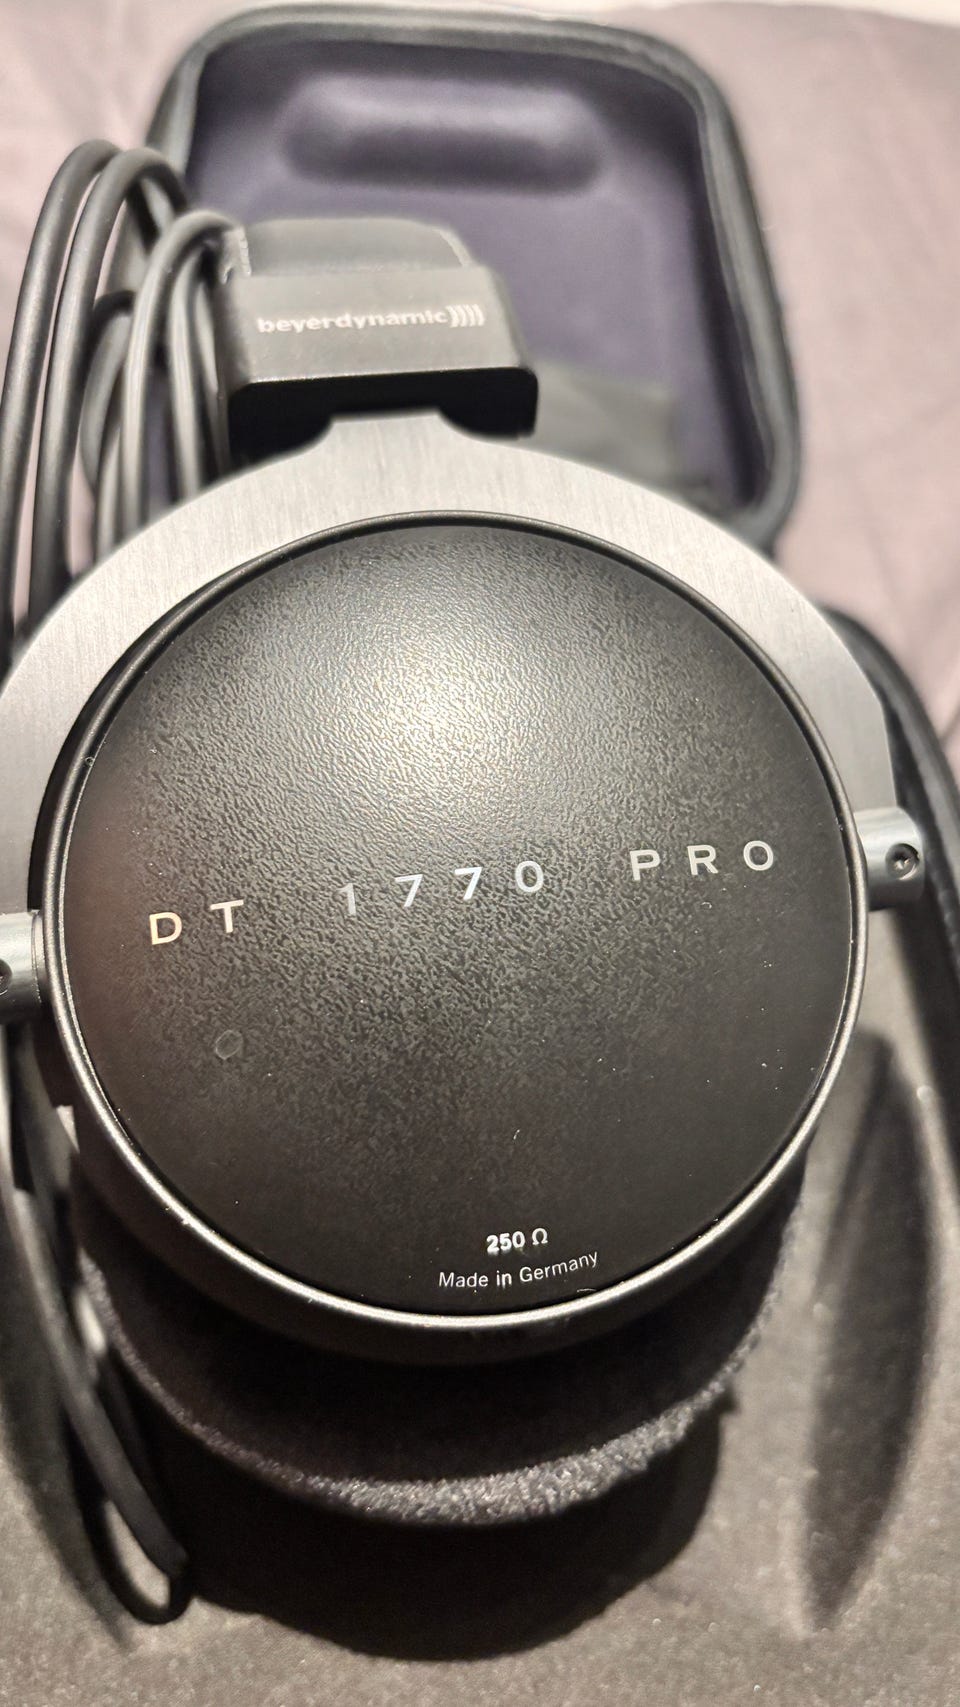 beyerdynamic
DT 1770 PRO
250 Ω
Made in Germany